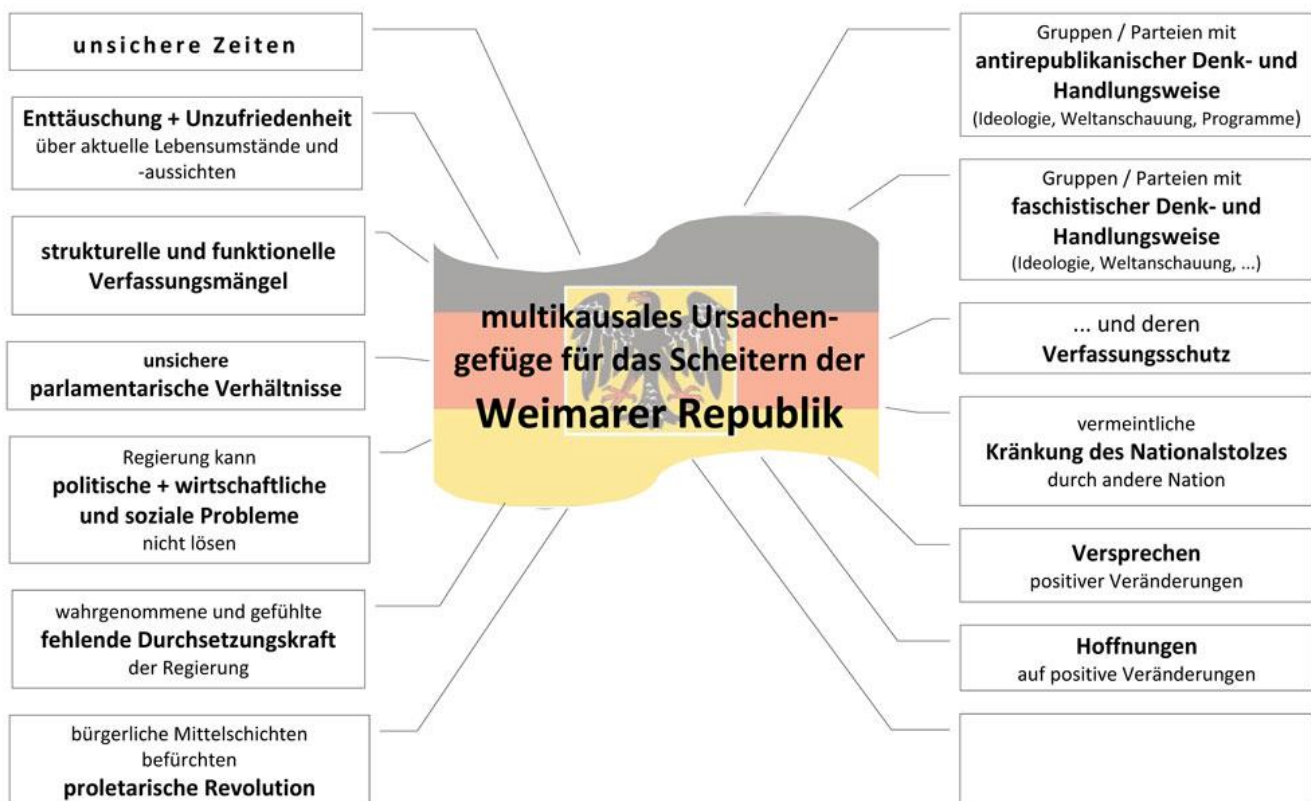 unsichere Zeiten
Enttäuschung + Unzufriedenheit
über aktuelle Lebensumstände und
-aussichten
strukturelle und funktionelle
Verfassungsmängel
unsichere
parlamentarische Verhältnisse
Regierung kann
politische + wirtschaftliche
und soziale Probleme
nicht lösen
wahrgenommene und gefühlte
fehlende Durchsetzungskraft
der Regierung
bürgerliche Mittelschichten
befürchten
proletarische Revolution
multikausales Ursachen-
gefüge für das Scheitern der
Weimarer Republik
Gruppen / Parteien mit
antirepublikanischer Denk- und
Handlungsweise
(Ideologie, Weltanschauung, Programme)
Gruppen / Parteien mit
faschistischer Denk- und
Handlungsweise
(Ideologie, Weltanschauung, ...)
... und deren
Verfassungsschutz
vermeintliche
Kränkung des Nationalstolzes
durch andere Nation
Versprechen
positiver Veränderungen
Hoffnungen
auf positive Veränderungen